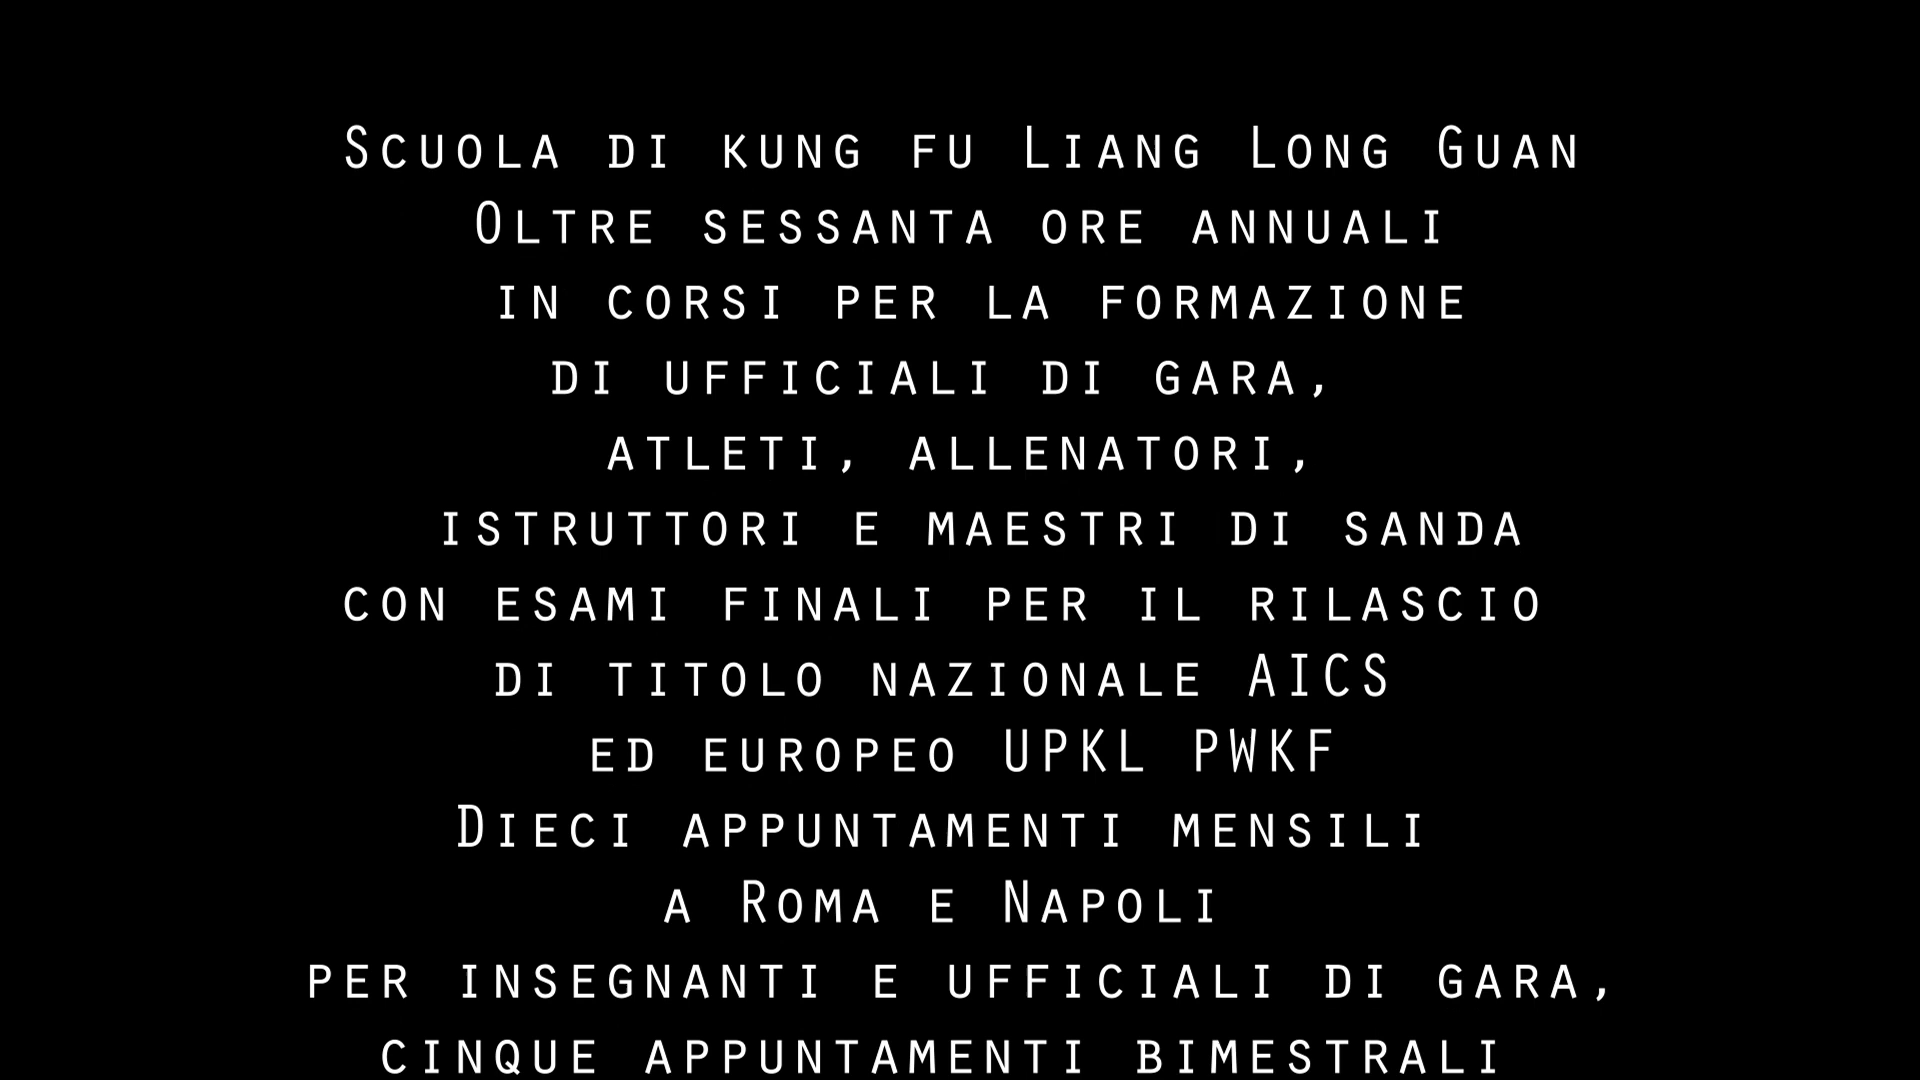 Scuola di kung fu Liang Long Guan
Oltre sessanta ore annuali
in corsi per la formazione
di ufficiali di gara,
atleti, allenatori,
istruttori e maestri di sanda
con esami finali per il rilascio
di titolo nazionale AICS
ed europeo UPKL PWKF
Dieci appuntamenti mensili
a Roma e Napoli
per insegnanti e ufficiali di gara,
cinque appuntamenti bimestrali